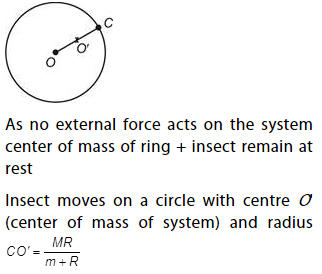 C
O'
O
As no external force acts on the system
center of mass of ring + insect remain at
rest
Insect moves on a circle with centre O'
(center of mass of system) and radius
CO' = MR / m + R